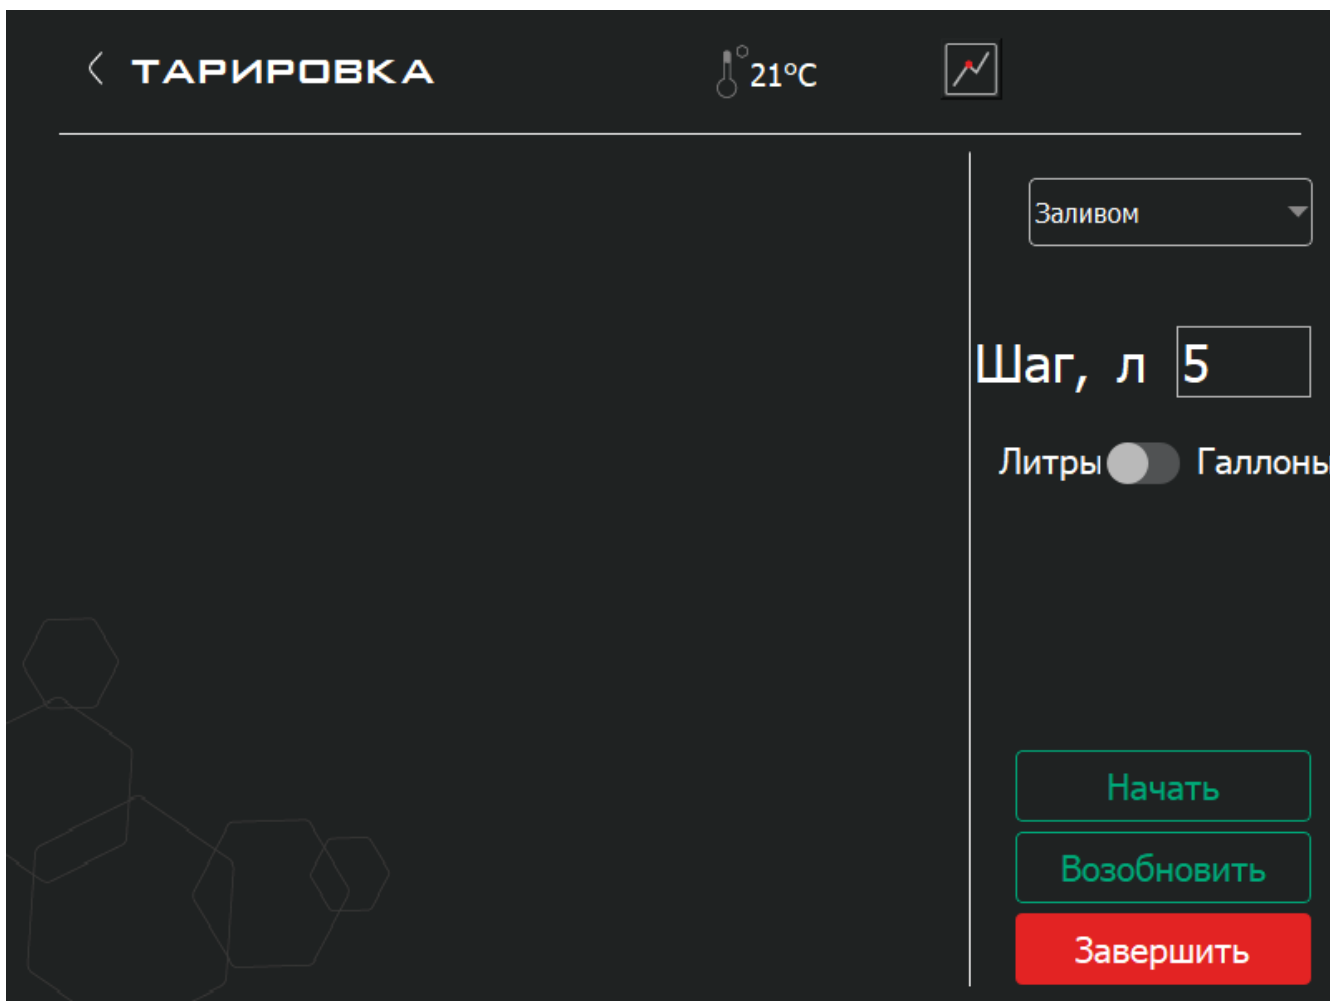 ТАРИРОВКА
21°C
Заливом
Шаг, л 5
Литры Галлоны
Начать
Возобновить
Завершить